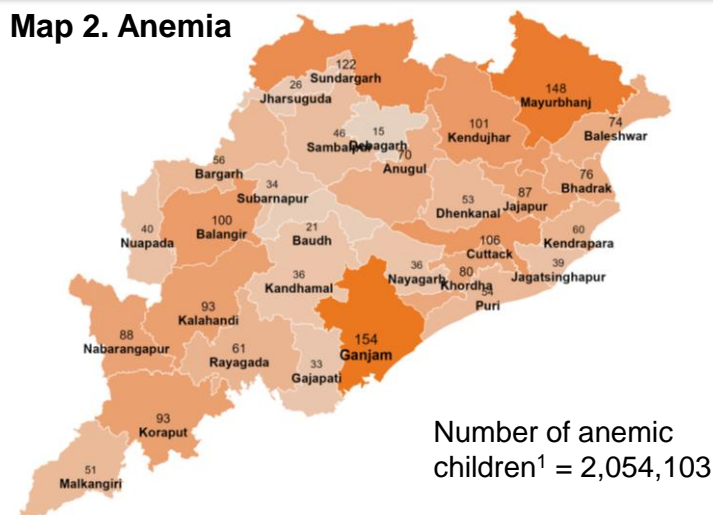 Map 2. Anemia
122
Sundargarh
26
Jharsuguda
148
Mayurbhanj
101
Kendujhar
74
Baleshwar
46
Sambalpur
15
Debagarh
70
Anugul
56
Bargarh
34
Subarnapur
76
Bhadrak
87
Jajapur
53
Dhenkanal
40
Nuapada
100
Balangir
21
Baudh
60
Kendrapara
106
Cuttack
39
Jagatsinghapur
36
Nayagarh
80
Khordha
54
Puri
36
Kandhamal
93
Kalahandi
88
Nabarangapur
61
Rayagada
33
Gajapati
154
Ganjam
93
Koraput
51
Malkangiri
Number of anemic
children¹ = 2,054,103